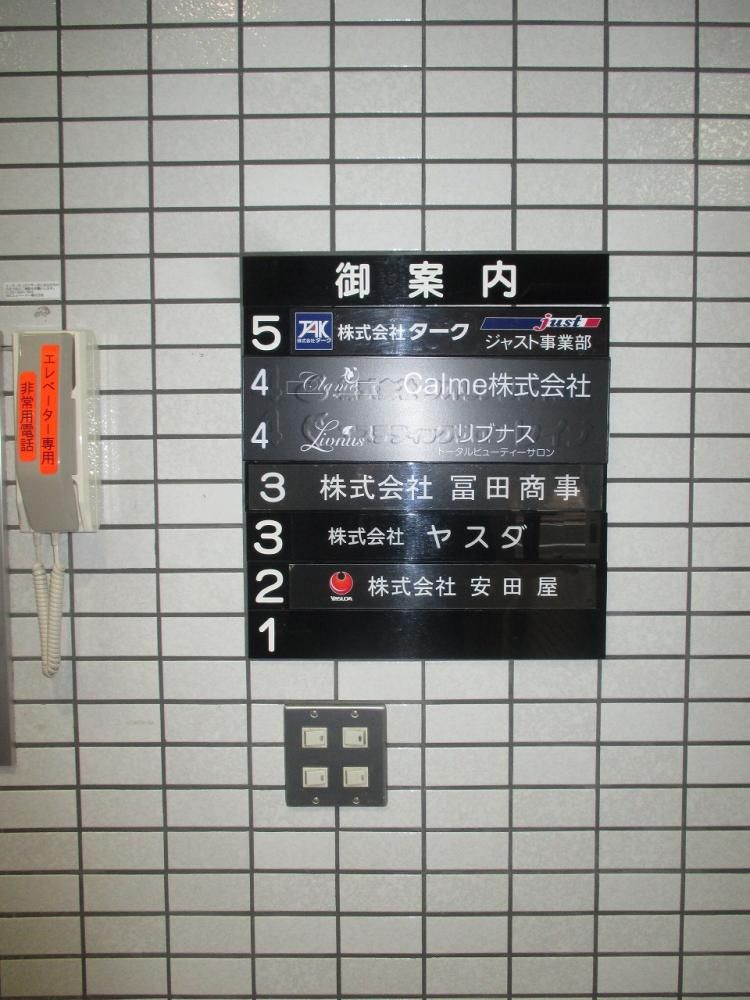 御案内
5 TAK 株式会社ターク 株式会社ターク just ジャスト事業部
4 Calme株式会社
4 リブナス
トータルビューティーサロン
3 株式会社 冨田商事
3 株式会社 ヤスダ
2 YASUDA 株式会社 安田屋
1
エレベーター専用
非常用電話